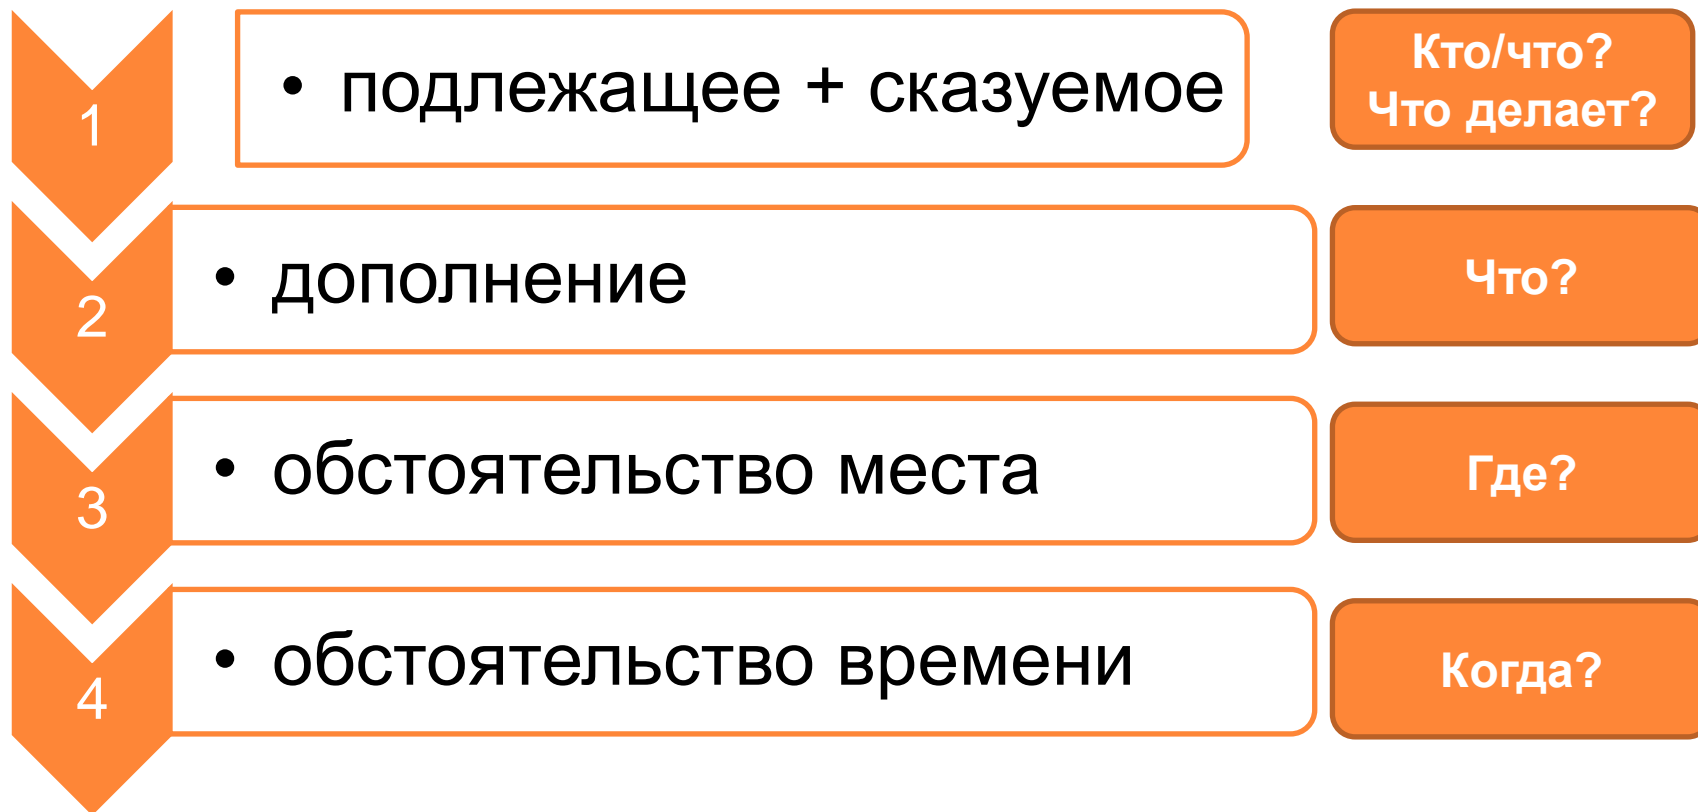 1
• подлежащее + сказуемое
Кто/что?
Что делает?
2
• дополнение
Что?
3
• обстоятельство места
Где?
4
• обстоятельство времени
Когда?